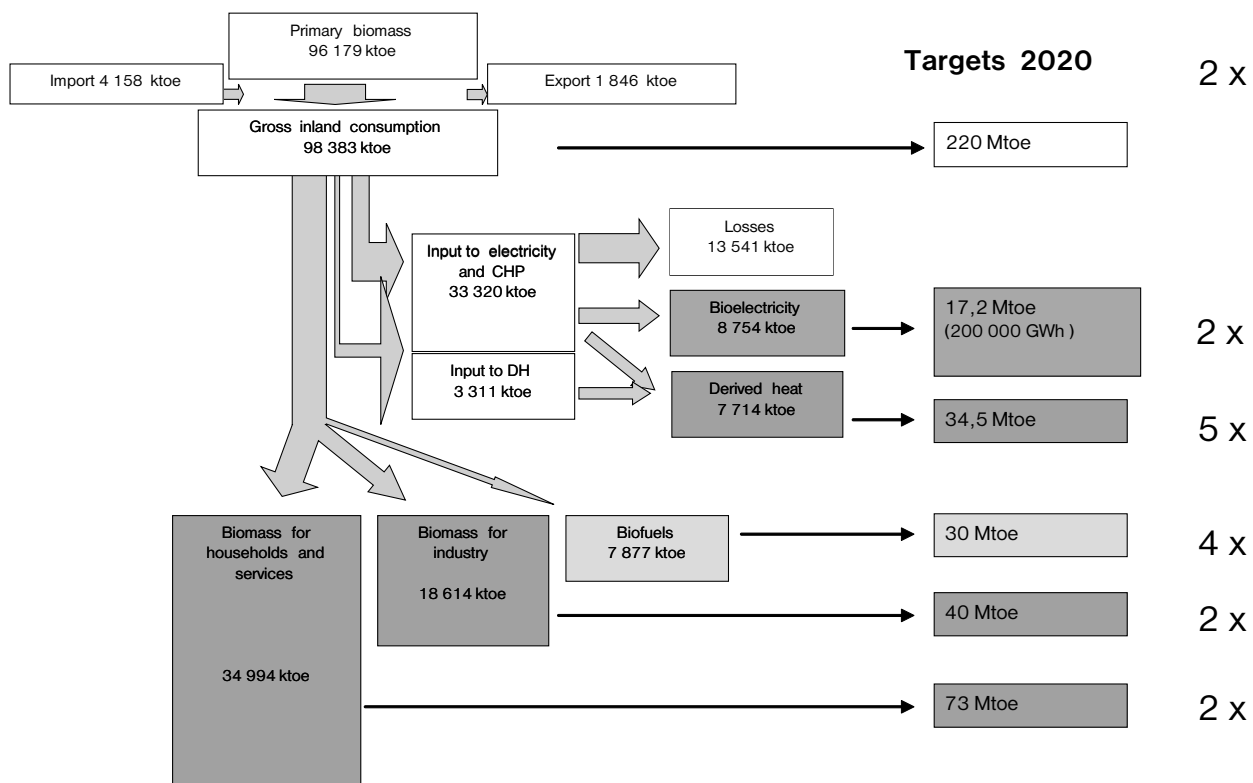 Primary biomass
96 179 ktoe
Targets 2020
2 x
Import 4 158 ktoe
Export 1 846 ktoe
Gross inland consumption
98 383 ktoe
220 Mtoe
Losses
13 541 ktoe
Input to electricity
and CHP
33 320 ktoe
Bioelectricity
8 754 ktoe
17,2 Mtoe
(200 000 GWh )
2 x
Input to DH
3 311 ktoe
Derived heat
7 714 ktoe
34,5 Mtoe
5 x
Biomass for
households and
services
34 994 ktoe
Biomass for
industry
18 614 ktoe
Biofuels
7 877 ktoe
30 Mtoe
4 x
40 Mtoe
2 x
73 Mtoe
2 x